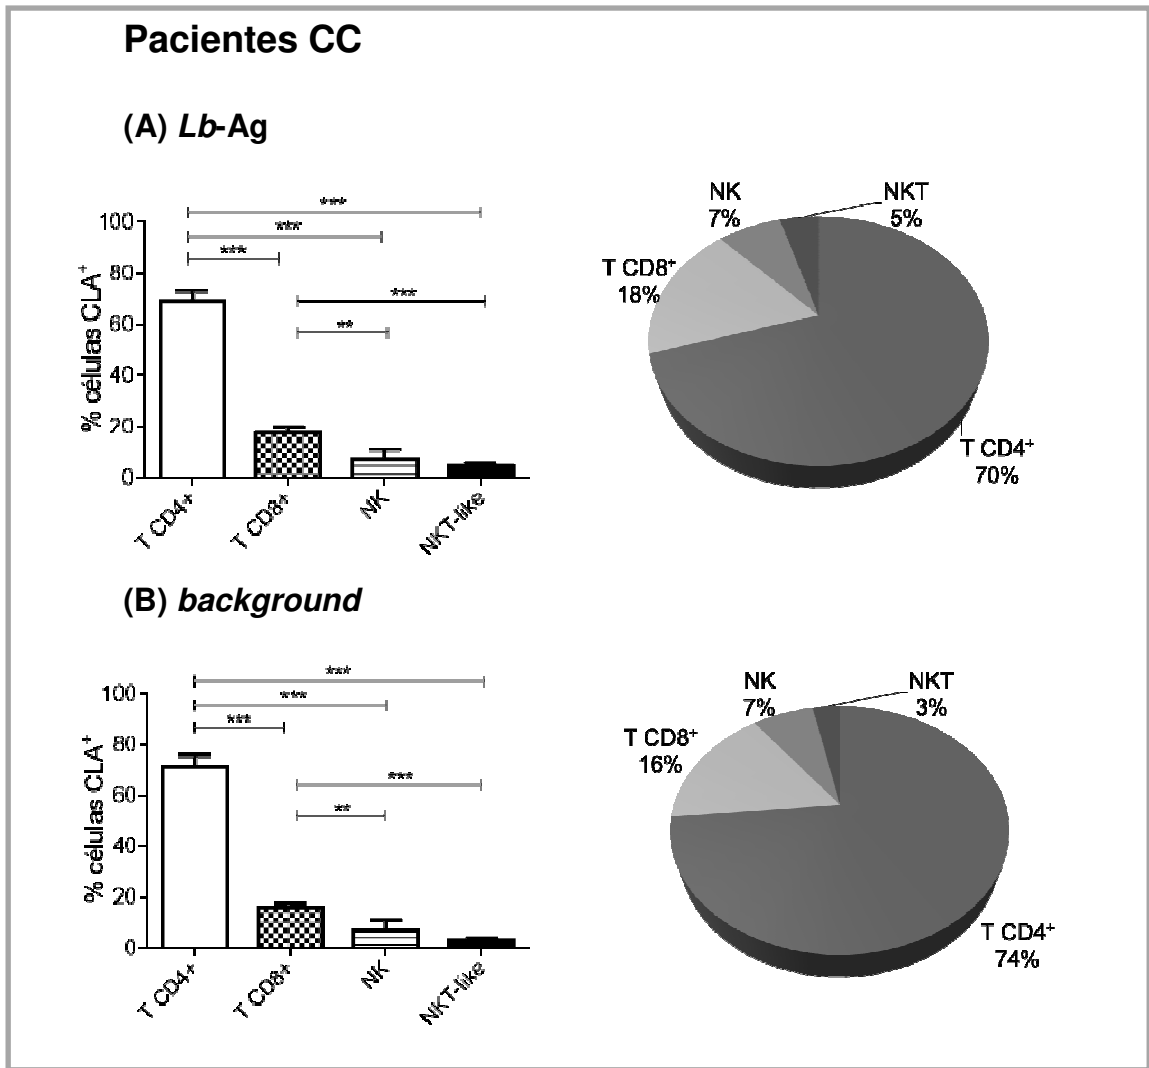 Pacientes CC
(A) Lb-Ag
% células CLA⁺
100
80
60
40
20
0
***
***
***
***
**
T CD4+
T CD8+
NK
NKT-like
NK
7%
NKT
5%
T CD8⁺
18%
T CD4⁺
70%
(B) background
% células CLA⁺
100
80
60
40
20
0
***
***
***
***
**
T CD4+
T CD8+
NK
NKT-like
NK
7%
NKT
3%
T CD8⁺
16%
T CD4⁺
74%